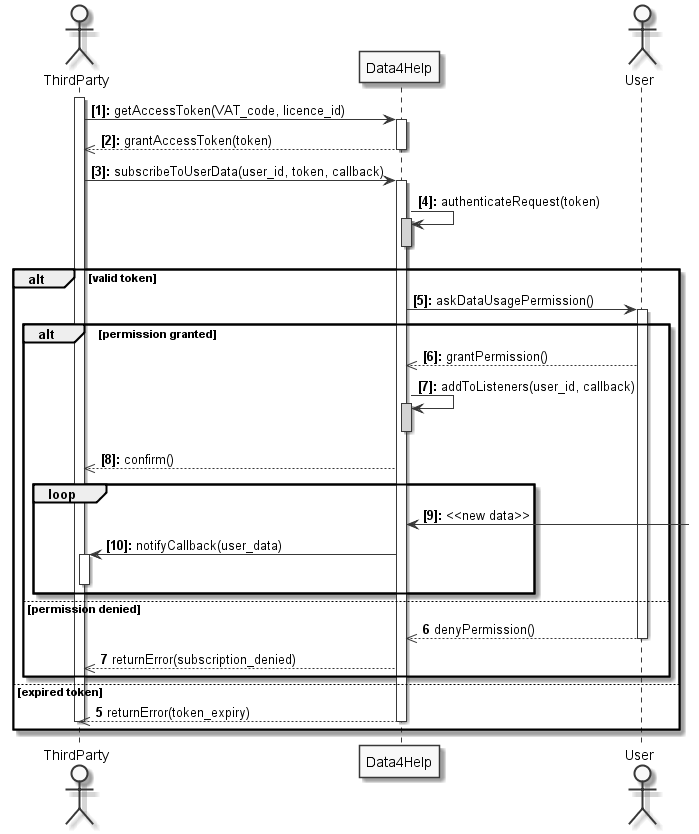 ThirdParty
Data4Help
User
[1]: getAccessToken(VAT_code, licence_id)
[2]: grantAccessToken(token)
[3]: subscribeToUserData(user_id, token, callback)
[4]: authenticateRequest(token)
alt [valid token]
[5]: askDataUsagePermission()
alt [permission granted]
[6]: grantPermission()
[7]: addToListeners(user_id, callback)
[8]: confirm()
loop
[9]: <<new data>>
[10]: notifyCallback(user_data)
[permission denied]
6 denyPermission()
7 returnError(subscription_denied)
[expired token]
5 returnError(token_expiry)
ThirdParty
Data4Help
User